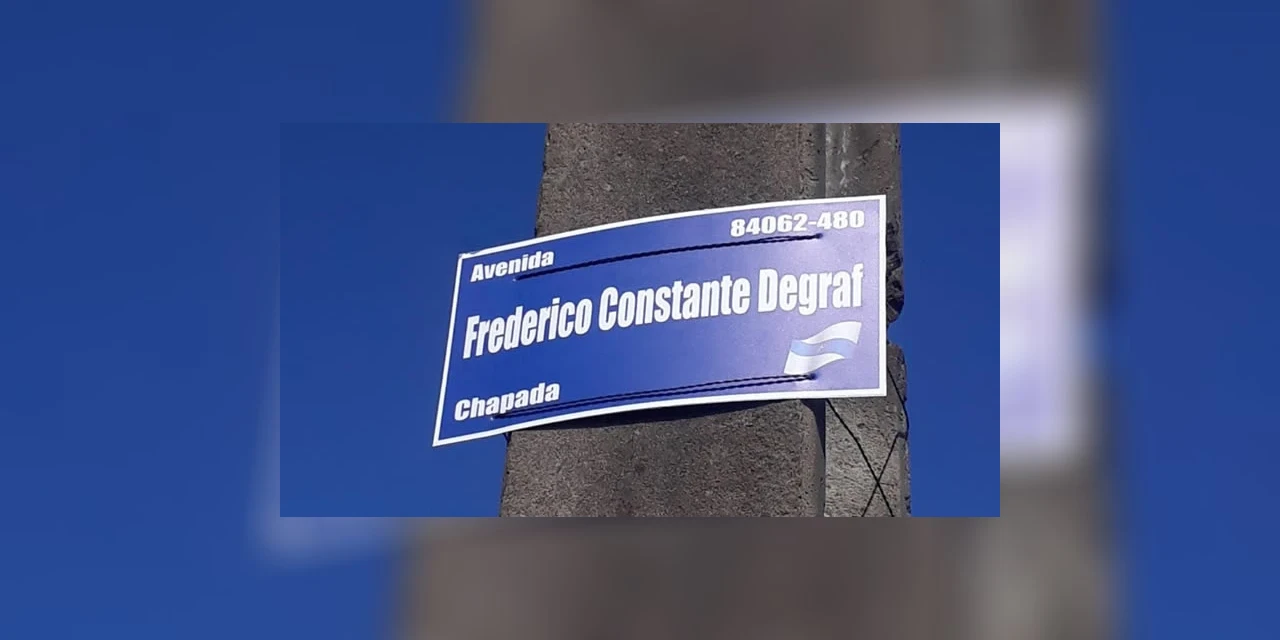 84062-480
Avenida
Frederico Constante Degraf
Chapada